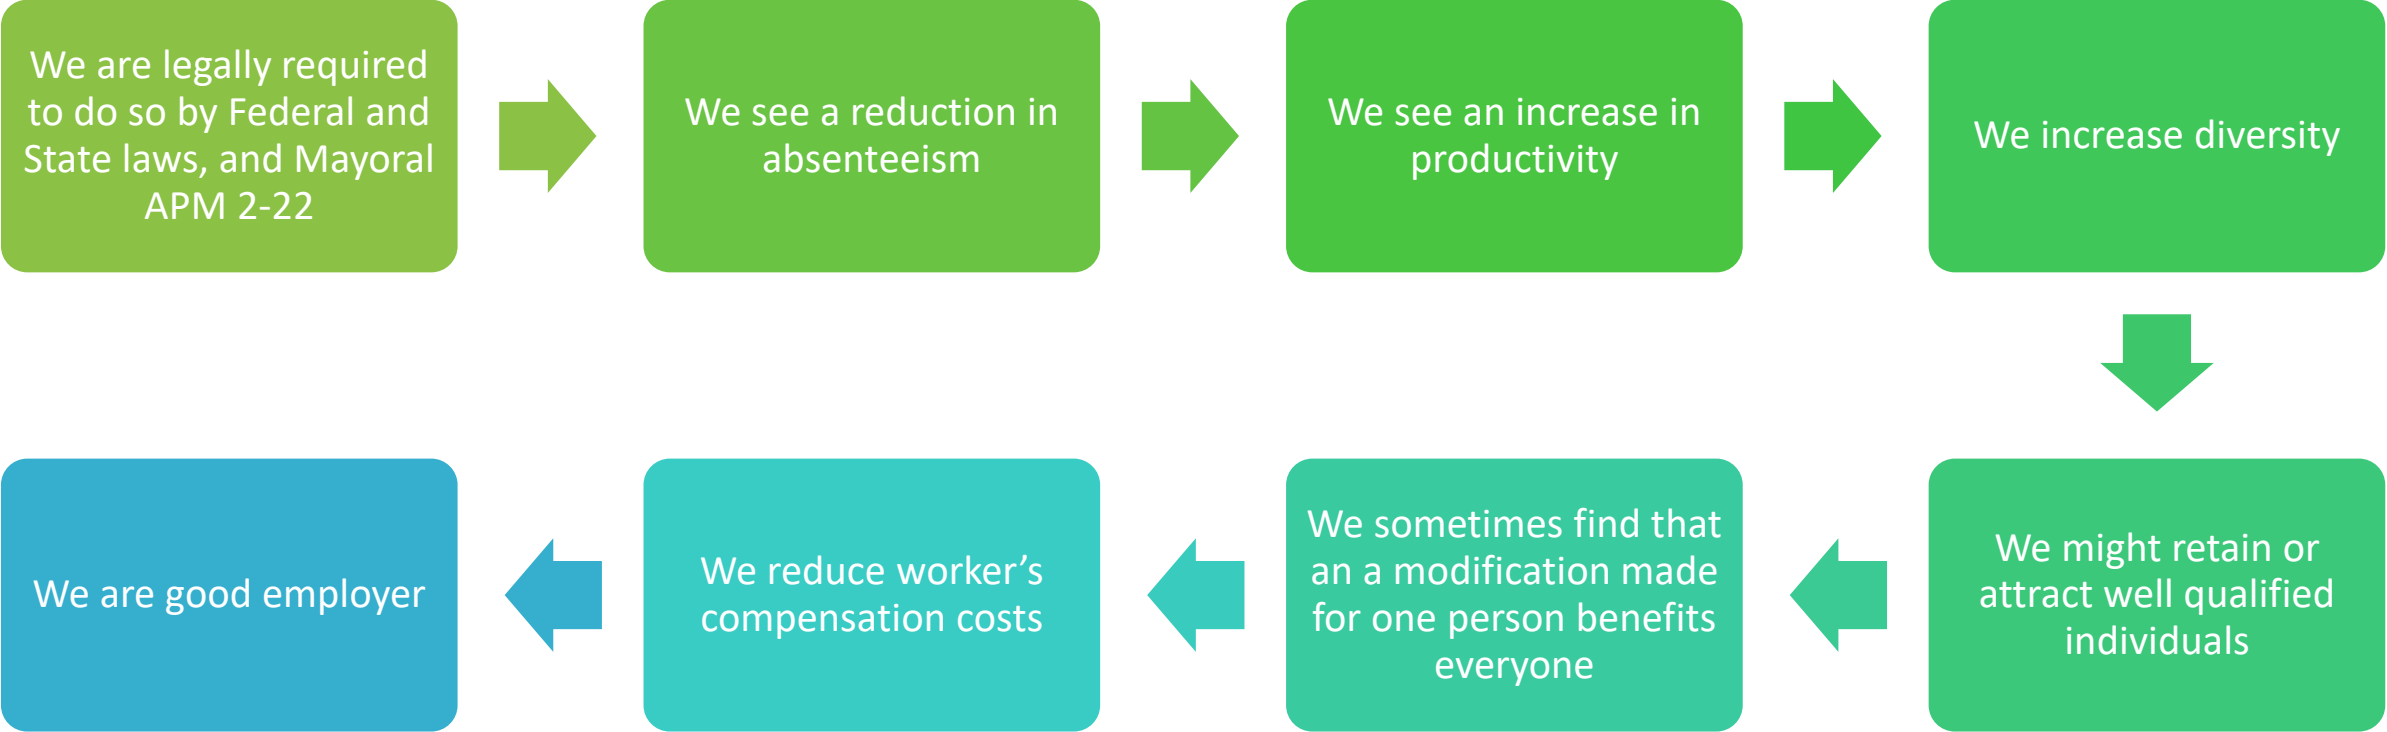 We are legally required
to do so by Federal and
State laws, and Mayoral
APM 2-22
We see a reduction in
absenteeism
We see an increase in
productivity
We increase diversity
We might retain or
attract well qualified
individuals
We sometimes find that
an a modification made
for one person benefits
everyone
We reduce worker’s
compensation costs
We are good employer